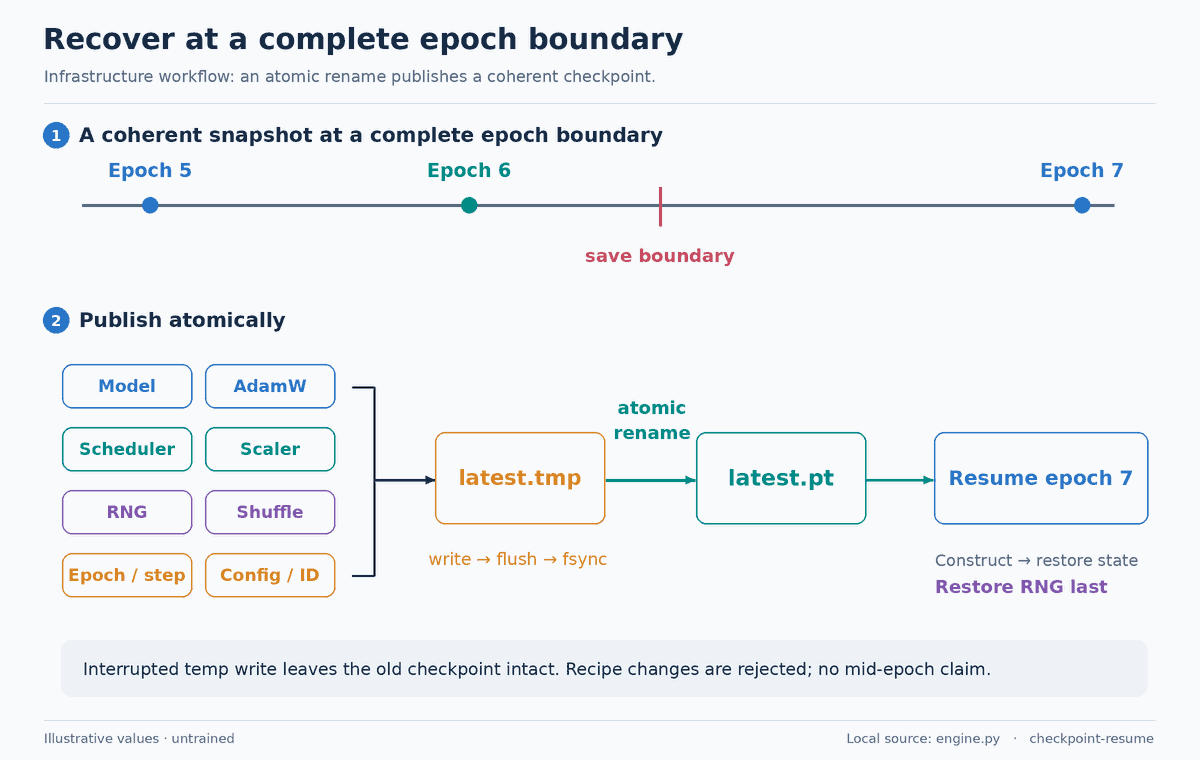 Recover at a complete epoch boundary
Infrastructure workflow: an atomic rename publishes a coherent checkpoint.
1 A coherent snapshot at a complete epoch boundary
Epoch 5 Epoch 6 Epoch 7
save boundary
2 Publish atomically
Model AdamW
Scheduler Scaler
RNG Shuffle
Epoch / step Config / ID
latest.tmp
write → flush → fsync
atomic
rename
latest.pt
Resume epoch 7
Construct → restore state
Restore RNG last
Interrupted temp write leaves the old checkpoint intact. Recipe changes are rejected; no mid-epoch claim.
Illustrative values · untrained
Local source: engine.py · checkpoint-resume